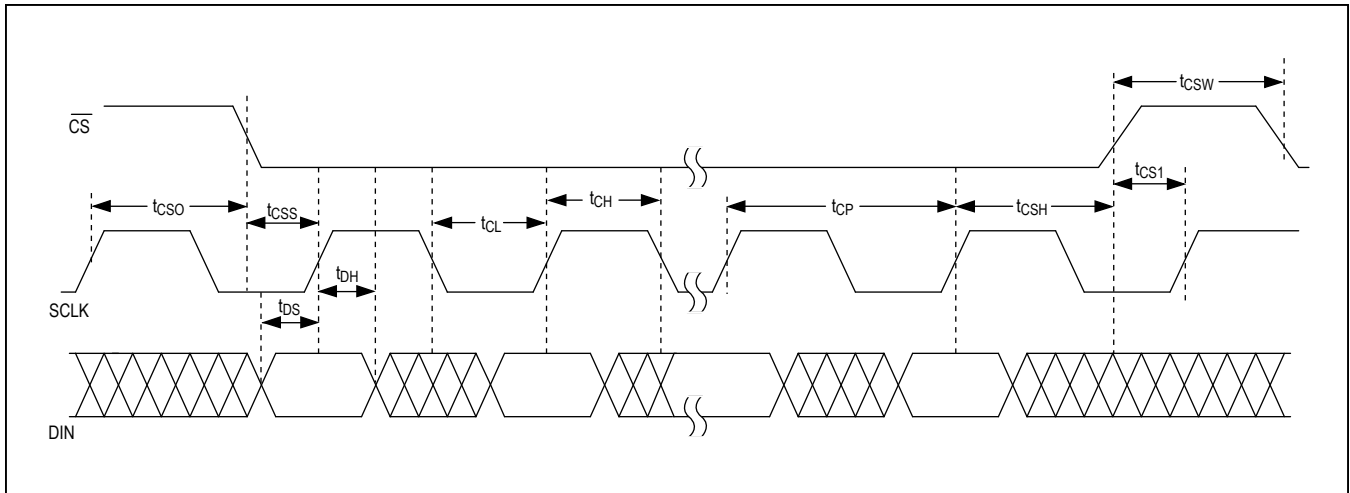 tCSW
CS
tCS1
tCSO
tCSS
tCL
tCH
tCP
tCSH
tDH
SCLK
tDS
DIN